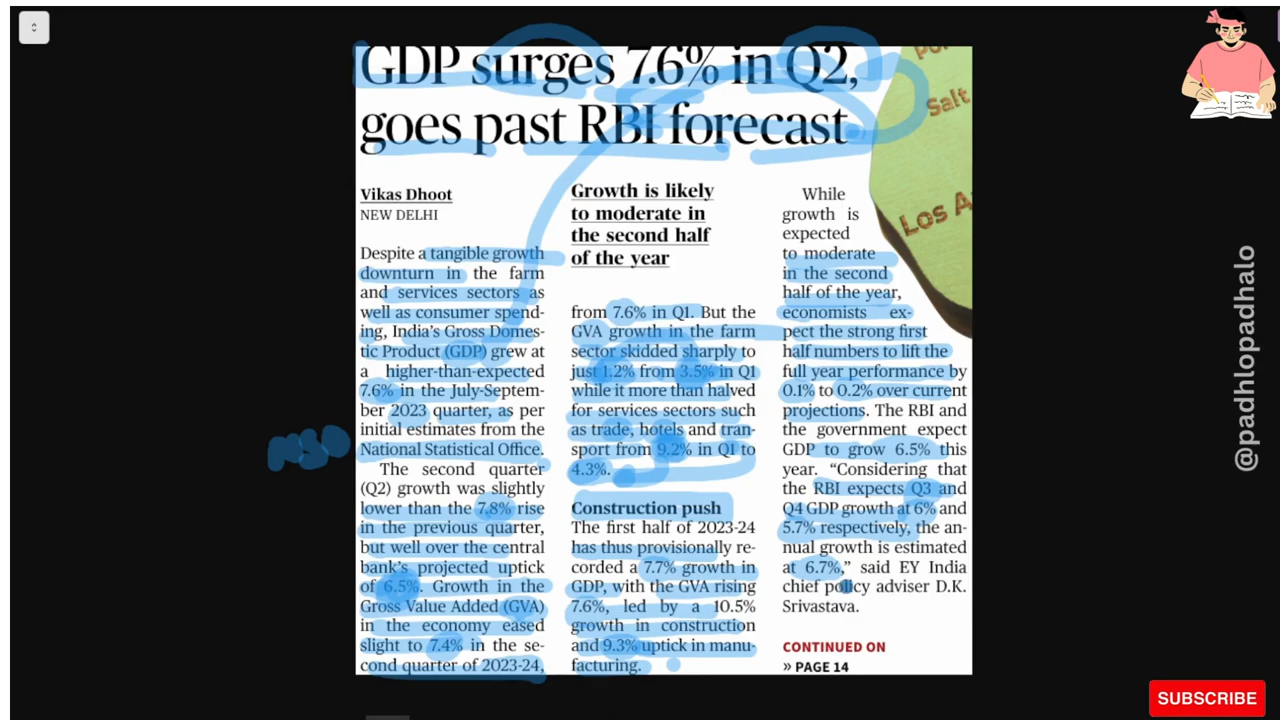 GDP surges 7.6% in Q2,
goes past RBI forecast
Vikas Dhoot
NEW DELHI
Despite a tangible growth
downturn in the farm
and services sectors as
well as consumer spend-
ing, India's Gross Domes-
tic Product (GDP) grew at
a higher-than-expected
7.6% in the July-Septem-
ber 2023 quarter, as per
initial estimates from the
National Statistical Office.
The second quarter
(Q2) growth was slightly
lower than the 7.8% rise
in the previous quarter,
but well over the central
bank's projected uptick
of 6.5%. Growth in the
Gross Value Added (GVA)
in the economy eased
slight to 7.4% in the se-
cond quarter of 2023-24,
Growth is likely
to moderate in
the second half
of the year
from 7.6% in Q1. But the
GVA growth in the farm
sector skidded sharply to
just 1.2% from 3.5% in Q1
while it more than halved
for services sectors such
as trade, hotels and tran-
sport from 9.2% in Q1 to
4.3%.
Construction push
The first half of 2023-24
has thus provisionally re-
corded a 7.7% growth in
GDP, with the GVA rising
7.6%, led by a 10.5%
growth in construction
and 9.3% uptick in manu-
facturing.
While
growth is
expected
to moderate
in the second
half of the year,
economists ex-
pect the strong first
half numbers to lift the
full year performance by
0.1% to 0.2% over current
projections. The RBI and
the government expect
GDP to grow 6.5% this
year. “Considering that
the RBI expects Q3 and
Q4 GDP growth at 6% and
5.7% respectively, the an-
nual growth is estimated
at 6.7%,” said EY India
chief policy adviser D.K.
Srivastava.
CONTINUED ON
» PAGE 14
Salt
Los A
@padhlopadhalo
SUBSCRIBE